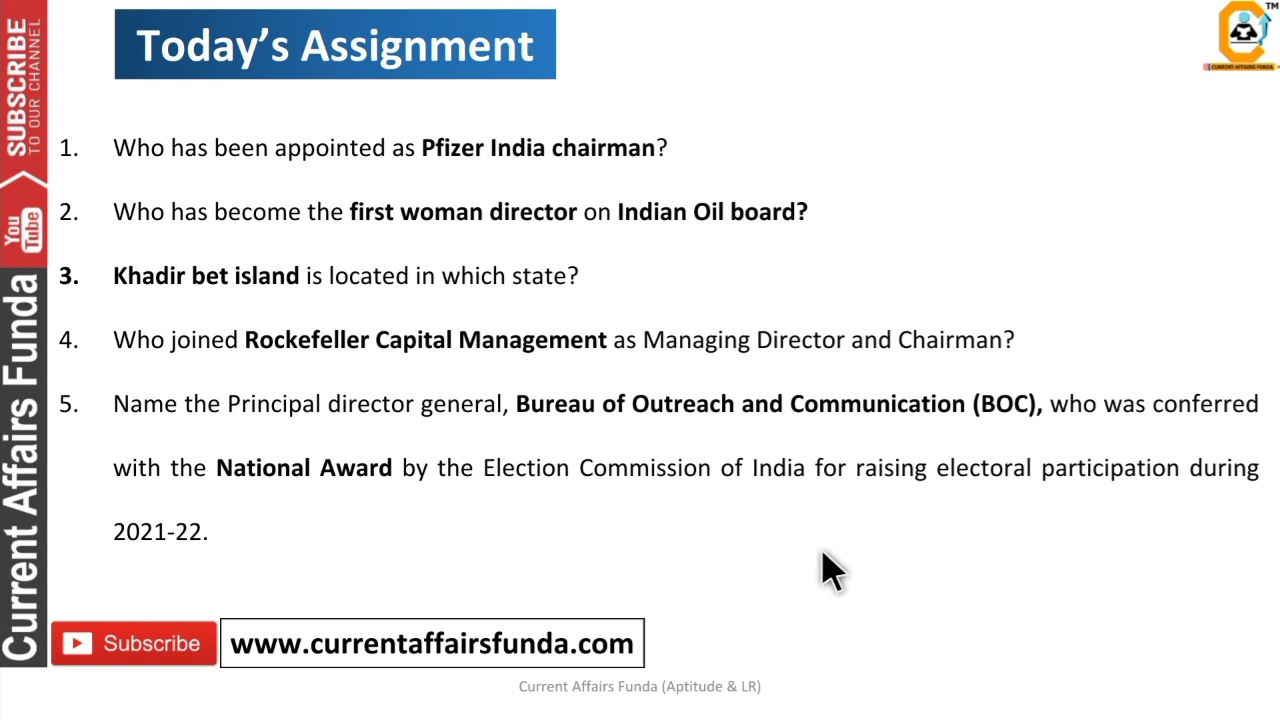 Today's Assignment
TM
CURRENT-AFFAIRS-FUNDA
SUBSCRIBE
TO OUR CHANNEL
You
Tube
Current Affairs Funda
1. Who has been appointed as Pfizer India chairman?
2. Who has become the first woman director on Indian Oil board?
3. Khadir bet island is located in which state?
4. Who joined Rockefeller Capital Management as Managing Director and Chairman?
5. Name the Principal director general, Bureau of Outreach and Communication (BOC), who was conferred
with the National Award by the Election Commission of India for raising electoral participation during
2021-22.
Subscribe
www.currentaffairsfunda.com
Current Affairs Funda (Aptitude & LR)